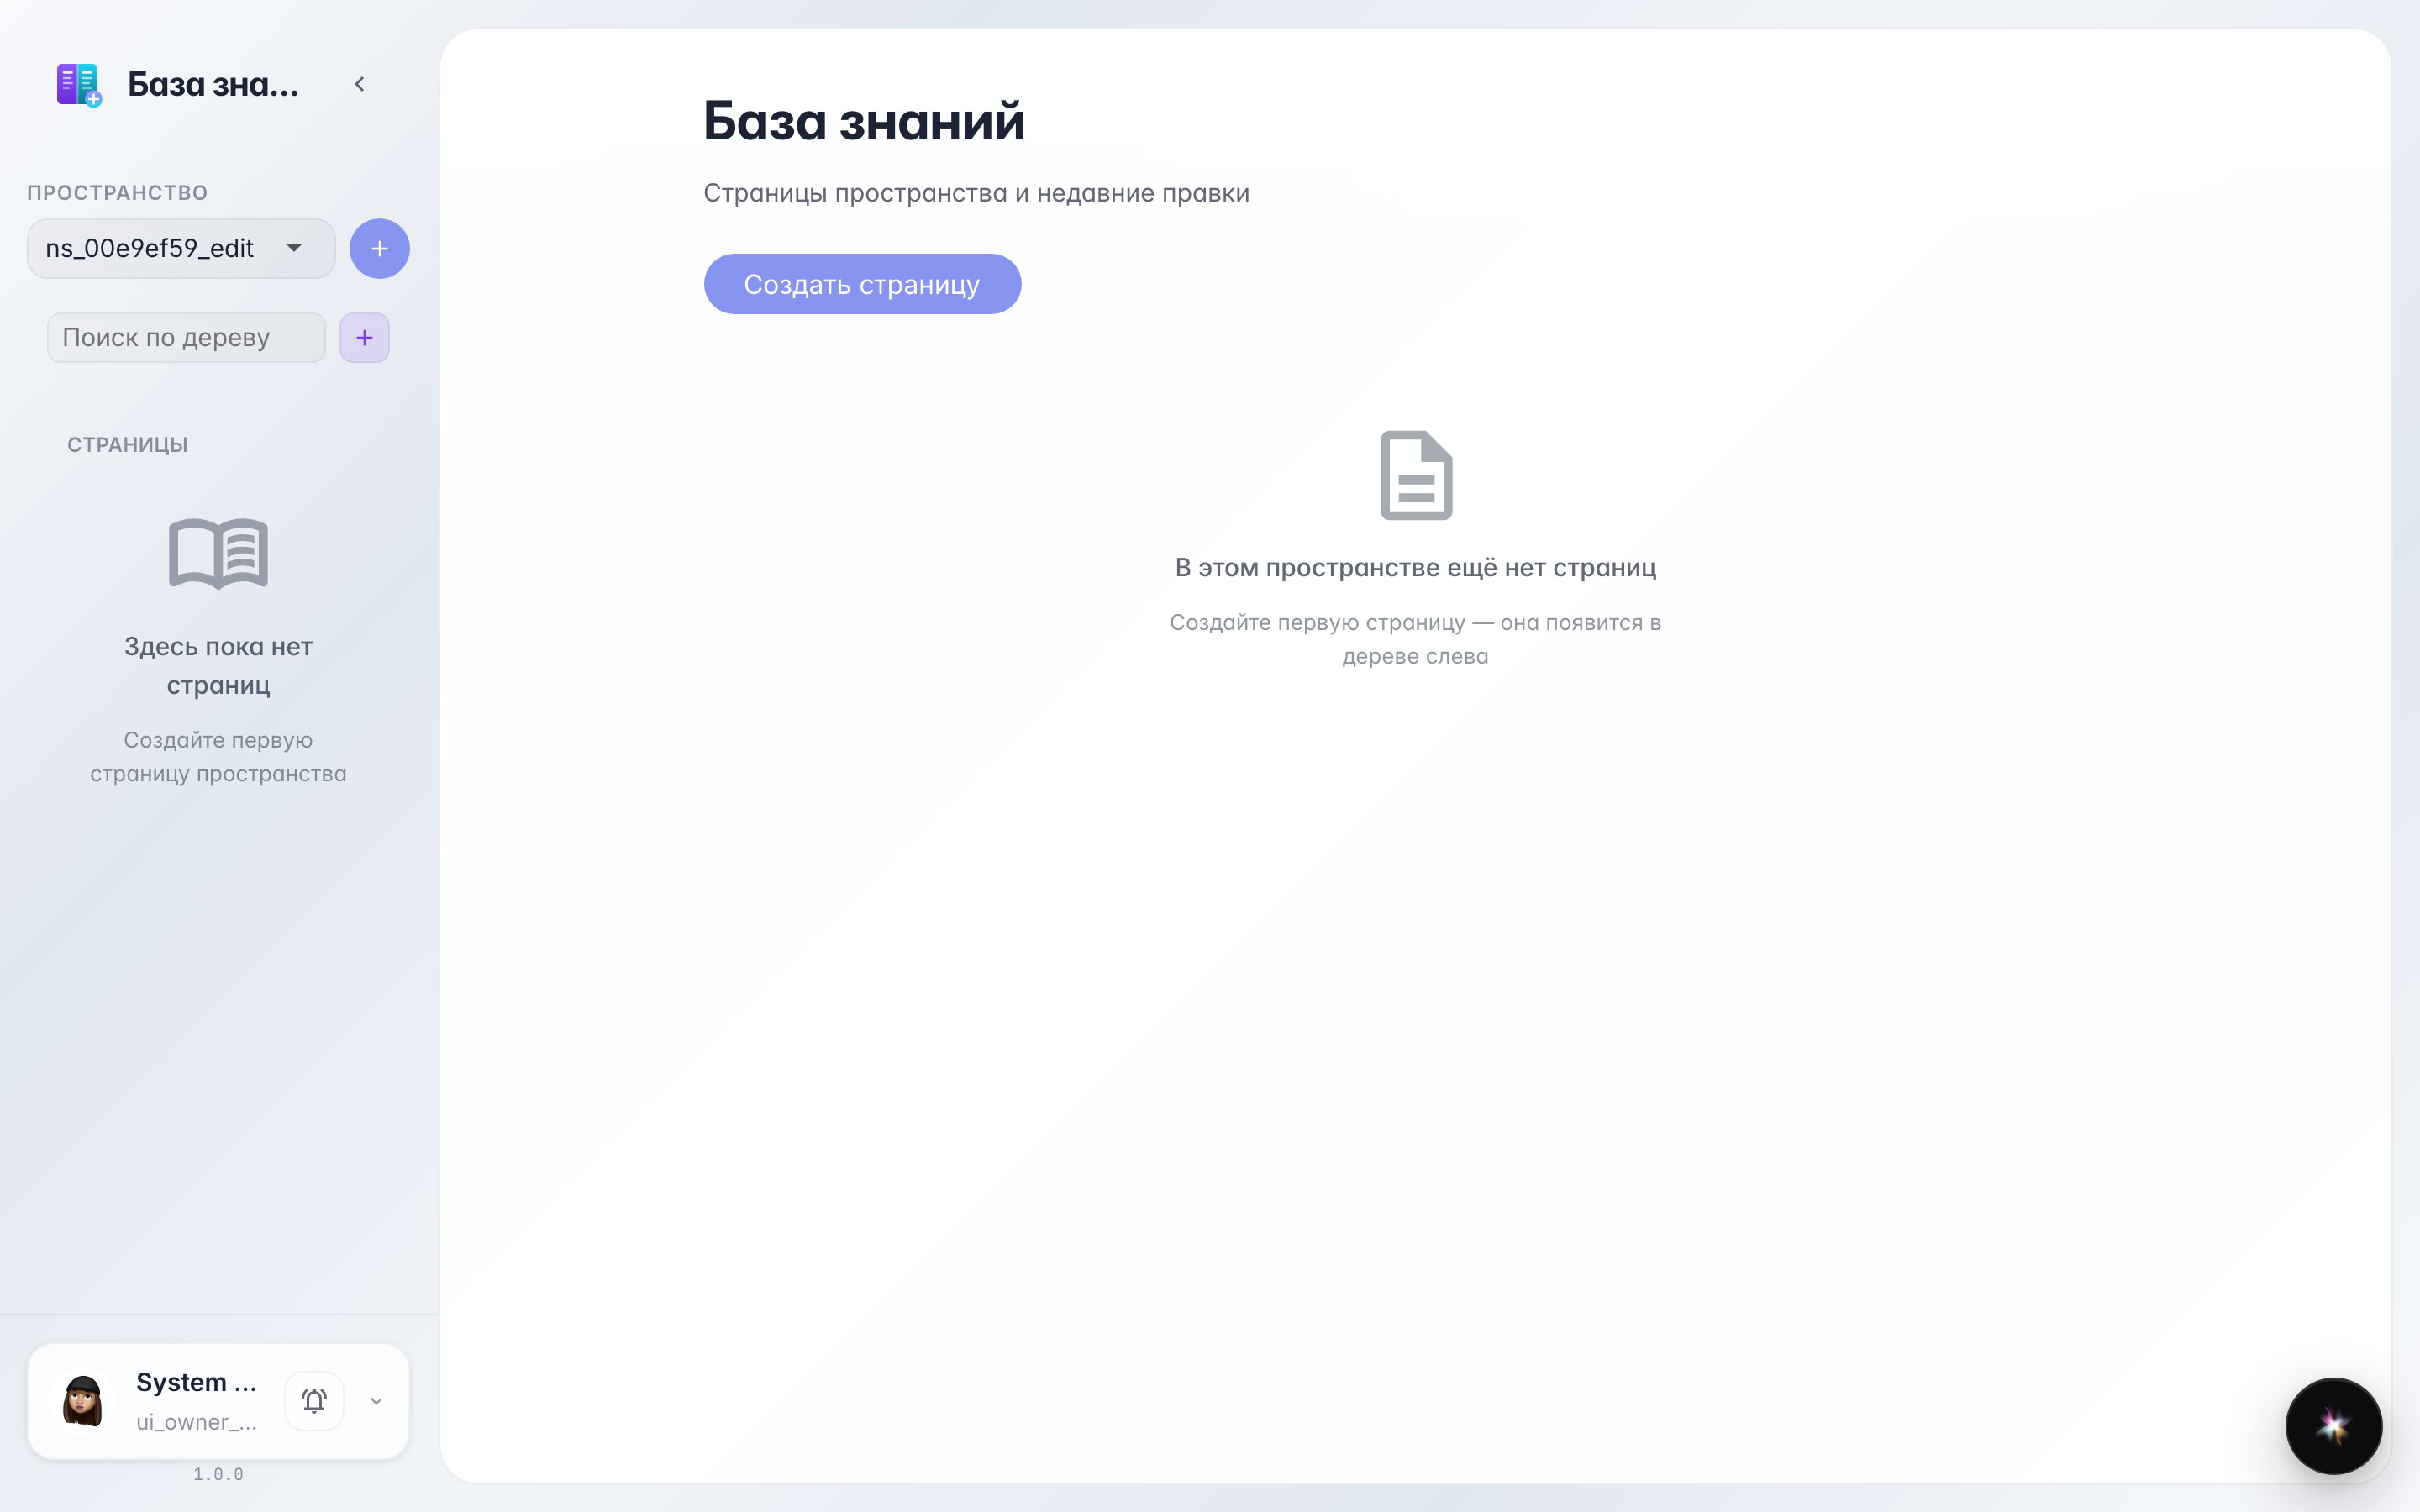 База зна...
ПРОСТРАНСТВО
ns_00e9ef59_edit
Поиск по дереву
СТРАНИЦЫ
Здесь пока нет
страниц
Создайте первую
страницу пространства
System ...
ui_owner_...
1.0.0
База знаний
Страницы пространства и недавние правки
Создать страницу
В этом пространстве ещё нет страниц
Создайте первую страницу — она появится в
дереве слева